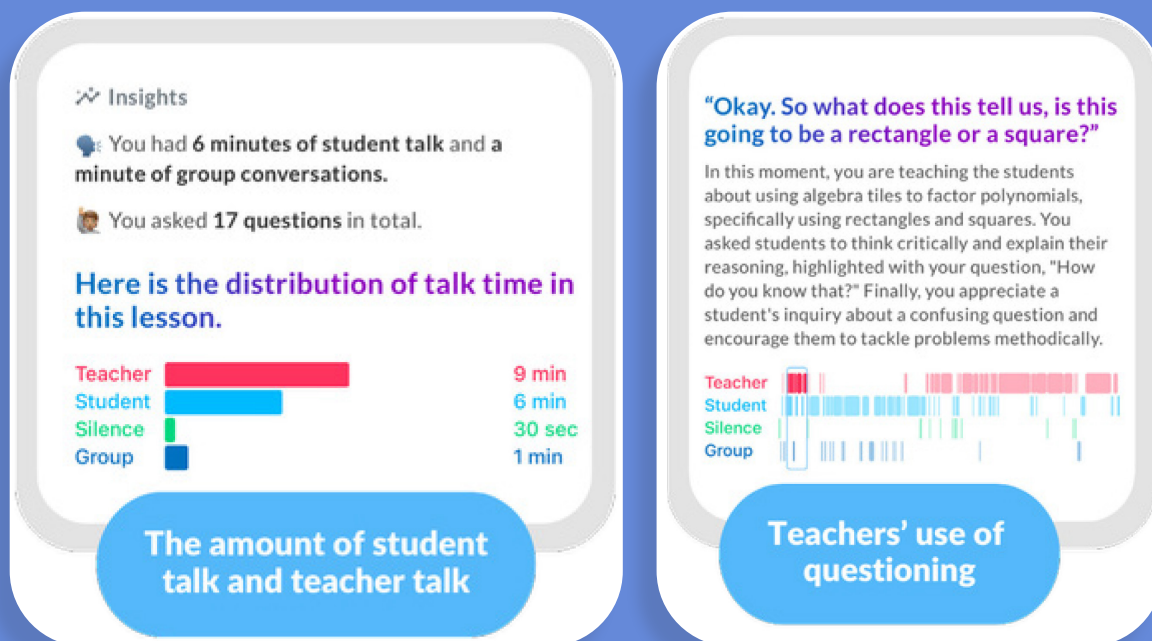 Insights
You had 6 minutes of student talk and a
minute of group conversations.
You asked 17 questions in total.
Here is the distribution of talk time in
this lesson.
Teacher 9 min
Student 6 min
Silence 30 sec
Group 1 min
The amount of student
talk and teacher talk
“Okay. So what does this tell us, is this
going to be a rectangle or a square?”
In this moment, you are teaching the students
about using algebra tiles to factor polynomials,
specifically using rectangles and squares. You
asked students to think critically and explain their
reasoning, highlighted with your question, "How
do you know that?" Finally, you appreciate a
student's inquiry about a confusing question and
encourage them to tackle problems methodically.
Teacher
Student
Silence
Group
Teachers’ use of
questioning